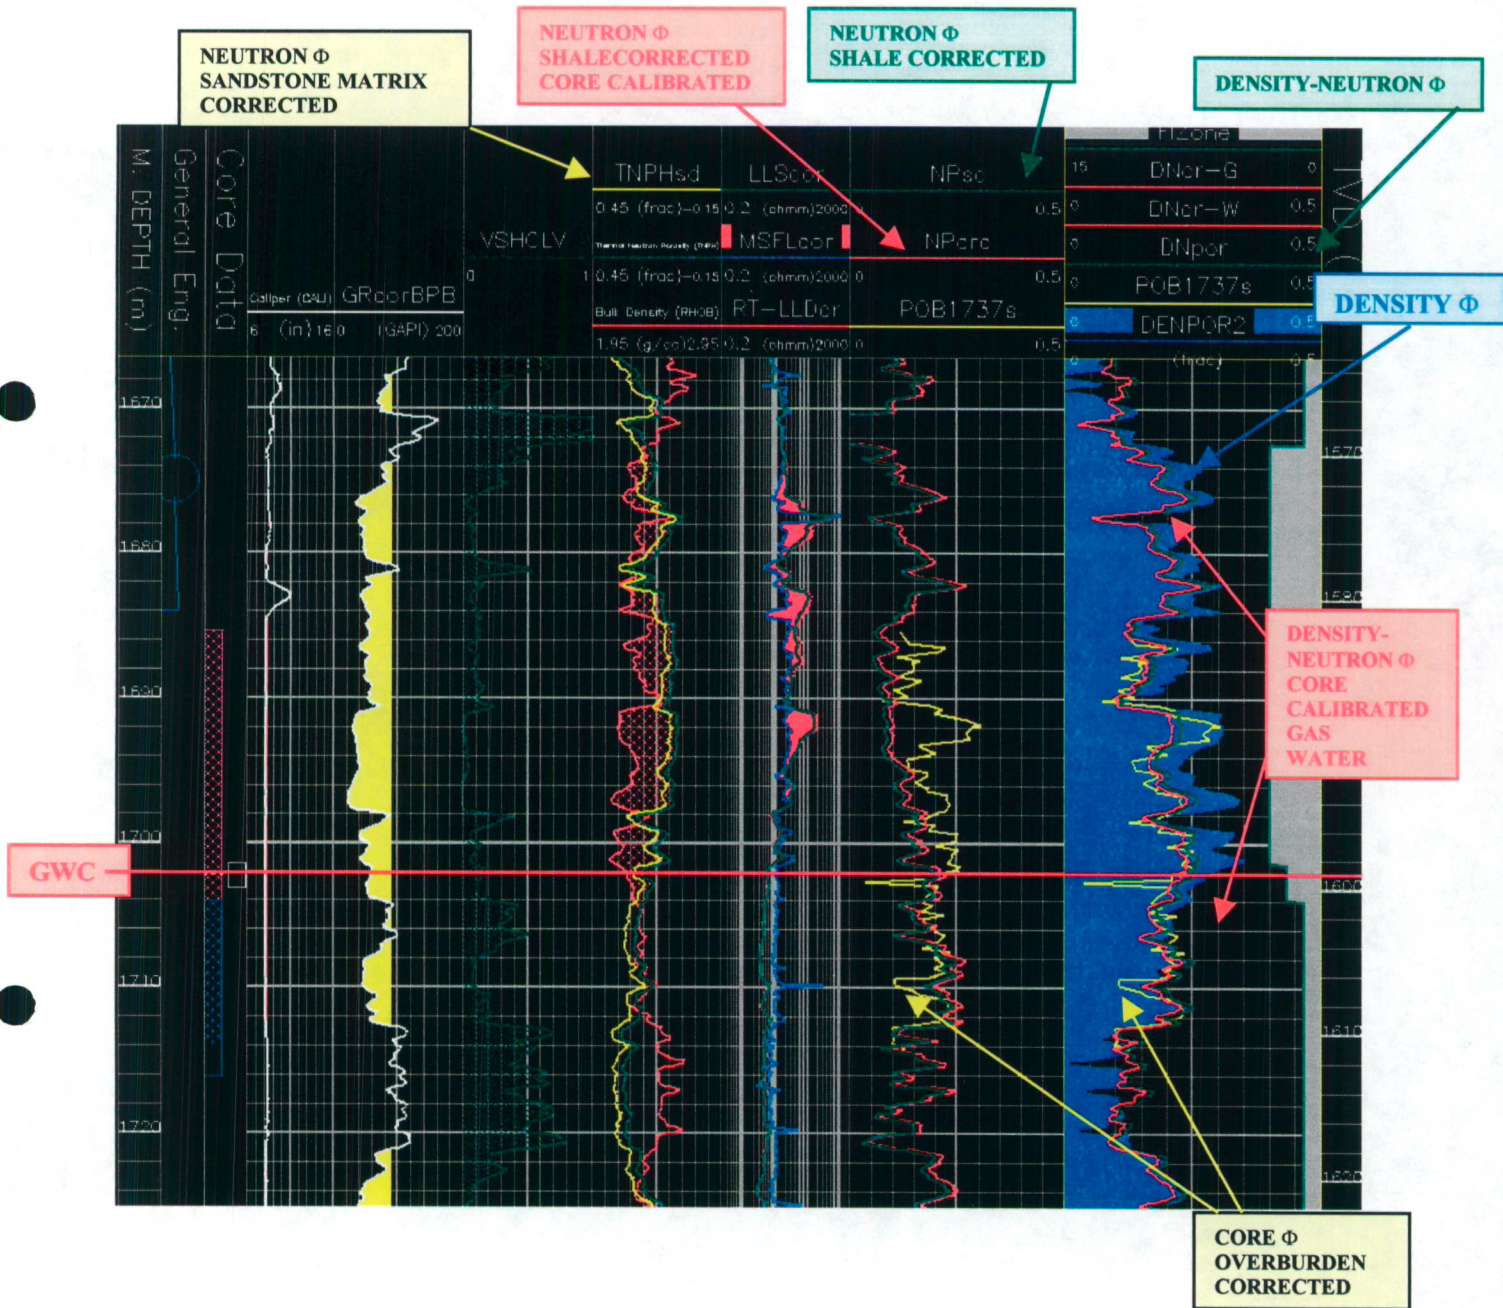 NEUTRON Φ
SANDSTONE MATRIX
CORRECTED
NEUTRON Φ
SHALECORRECTED
CORE CALIBRATED
NEUTRON Φ
SHALE CORRECTED
DENSITY-NEUTRON Φ
M. DEPTH (m)
General Eng.
Core Data
Caliper (CALI)
6 (in) 16
GRcorBPB
0 (GAPI) 200
VSHCLV
0 1
TNPHsd
0.45 (frac) -0.15
Thermal Neutron Porosity (TNPH)
0.45 (frac) -0.15
Bulk Density (RHOB)
1.95 (g/cc) 2.95
LLScor
0.2 (ohmm) 2000
MSFLcor
0.2 (ohmm) 2000
RT-LLDcr
0.2 (ohmm) 2000
NPsc
0 0.5
NPcrc
0 0.5
POB1737s
0 0.5
FlZone
15 0
DNcr-G
0 0.5
DNcr-W
0 0.5
DNpor
0 0.5
POB1737s
0 0.5
DENPOR2
0 (frac) 0.5
TVD
DENSITY Φ
1670
1680
1690
1700
1710
1720
1570
1580
1600
1610
1620
DENSITY-
NEUTRON Φ
CORE
CALIBRATED
GAS
WATER
GWC
CORE Φ
OVERBURDEN
CORRECTED